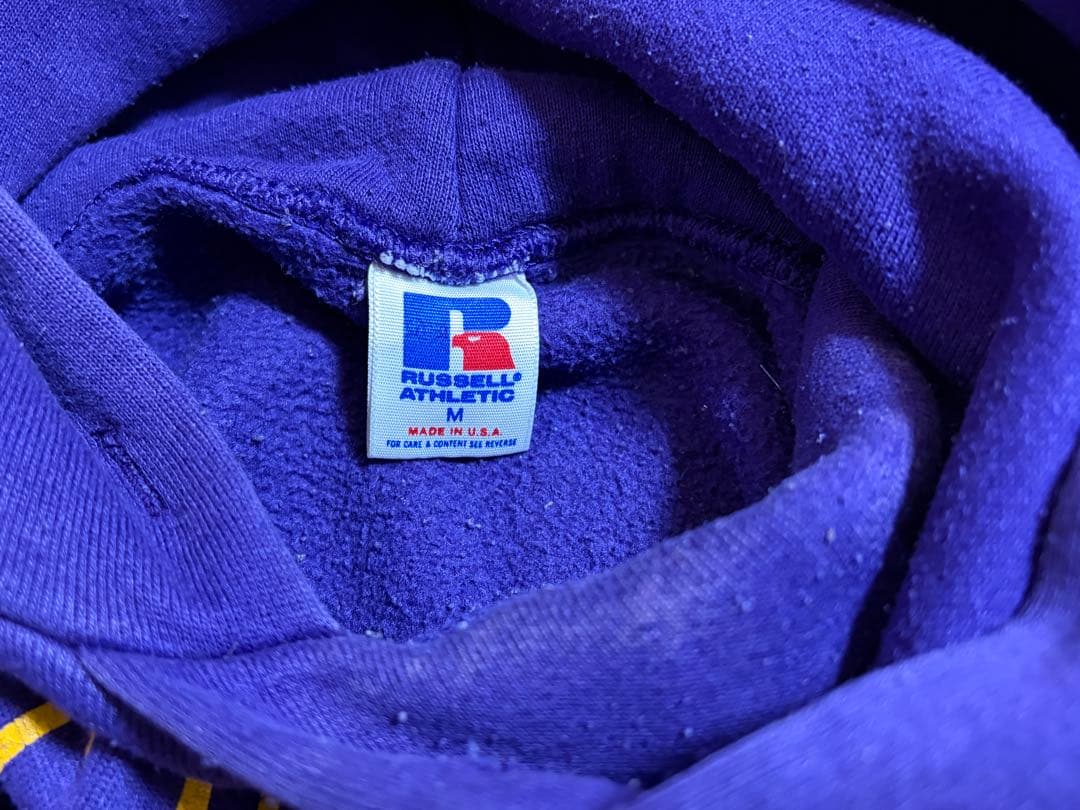 R
RUSSELL®
ATHLETIC
M
MADE IN U.S.A.
FOR CARE & CONTENT SEE REVERSE